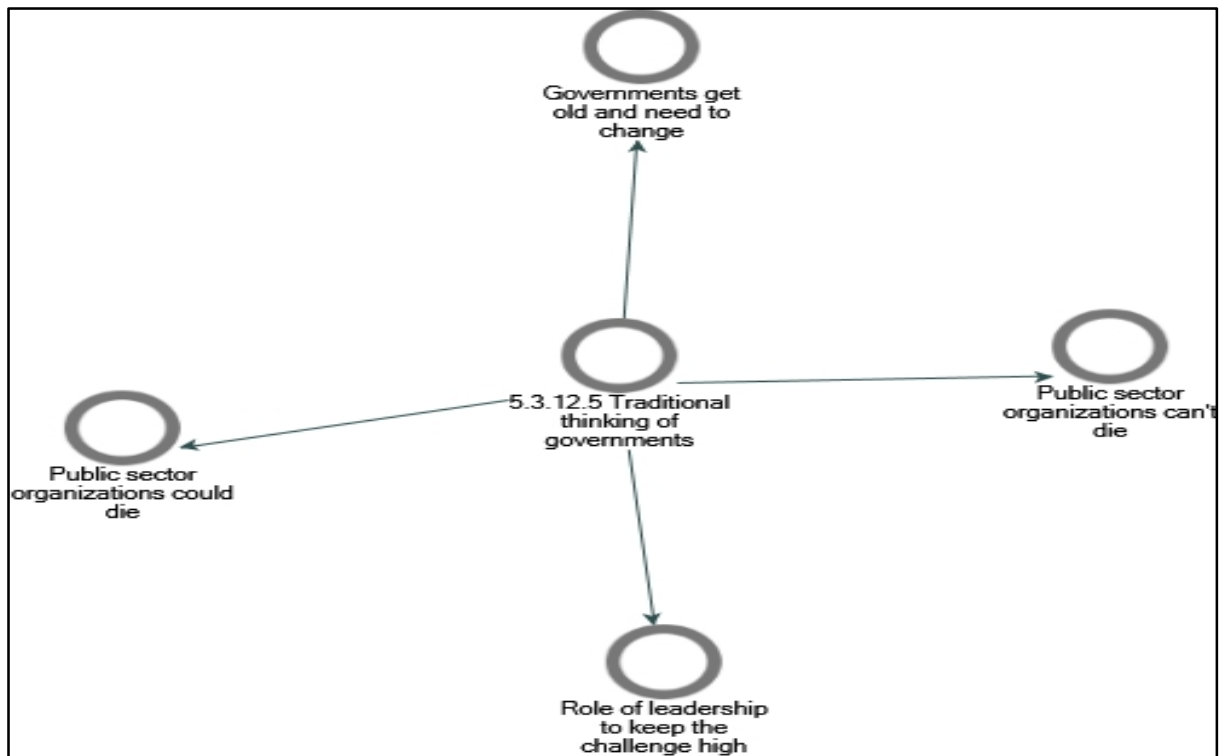 Governments get
old and need to
change
Public sector
organizations can't
die
5.3.12.5 Traditional
thinking of
governments
Public sector
organizations could
die
Role of leadership
to keep the
challenge high